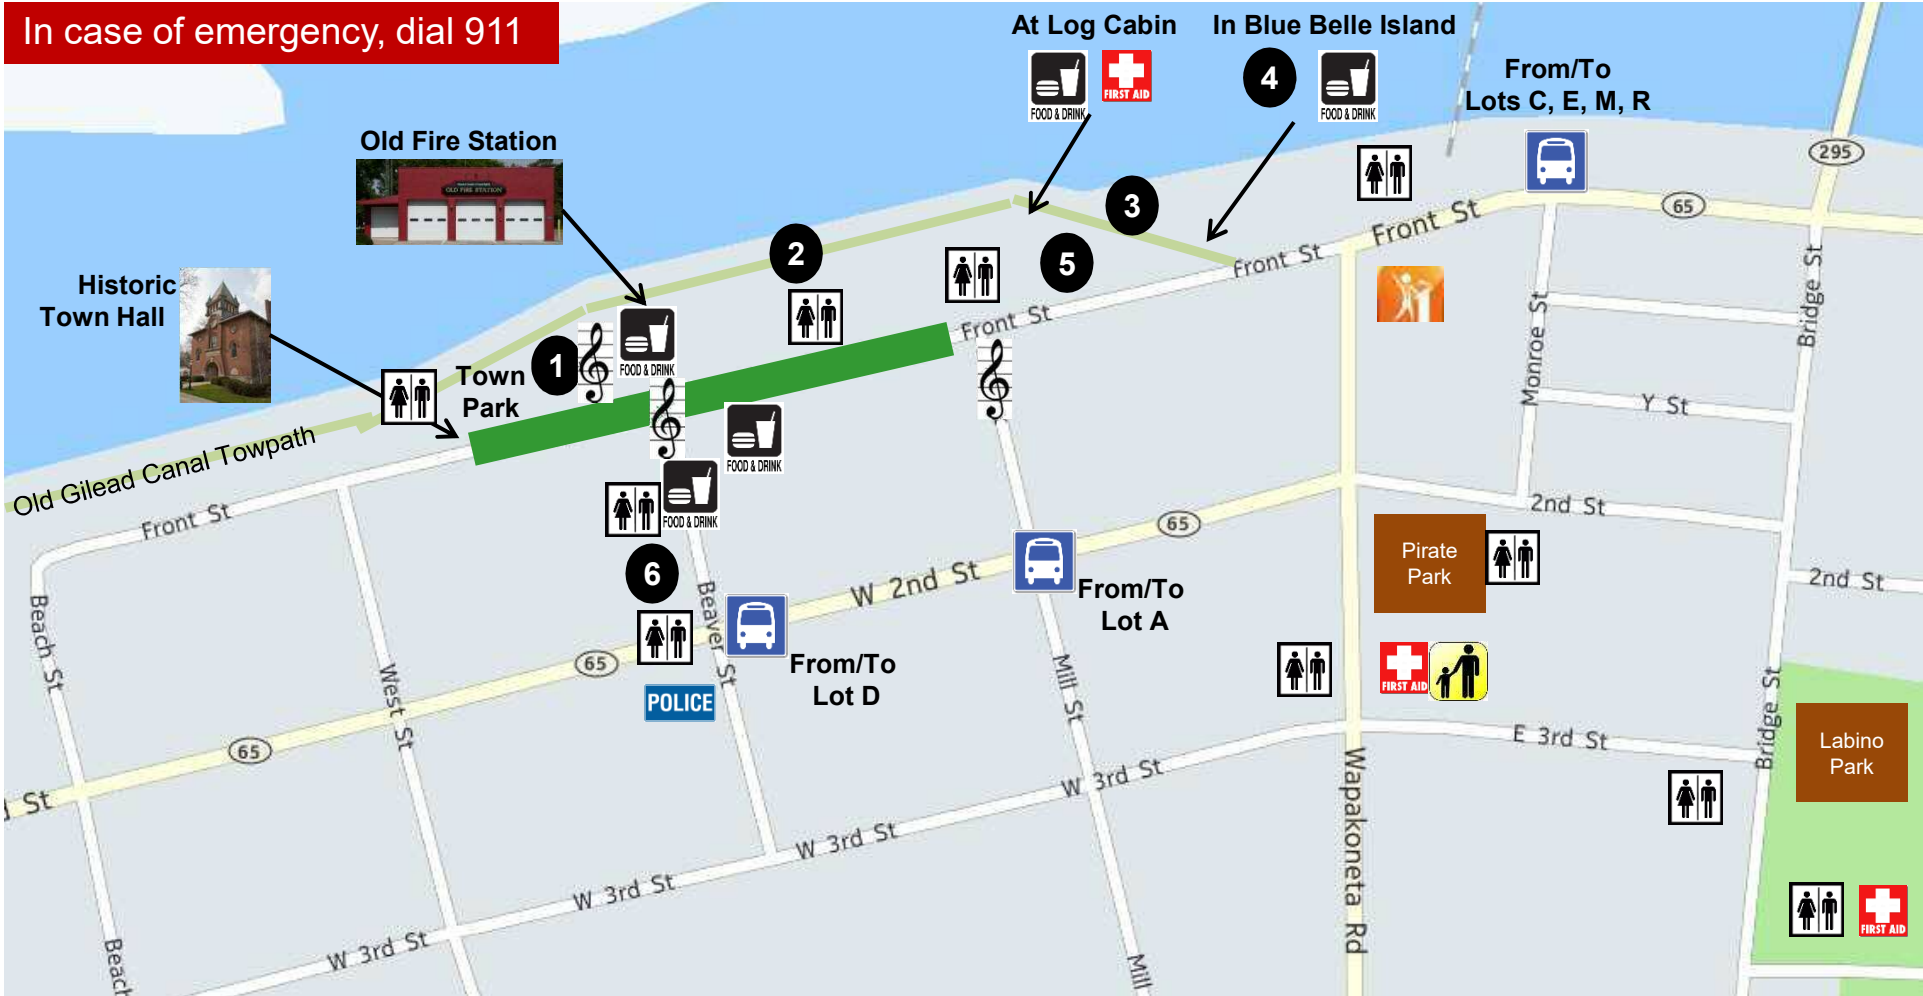 In case of emergency, dial 911
At Log Cabin
In Blue Belle Island
FOOD & DRINK
FIRST AID
4
FOOD & DRINK
From/To
Lots C, E, M, R
Old Fire Station
OLD FIRE STATION
295
65
Front St
3
2
5
Front St
Historic
Town Hall
Front St
Bridge St
Monroe St
1
FOOD & DRINK
Town
Park
Y St
FOOD & DRINK
Old Gilead Canal Towpath
Front St
FOOD & DRINK
65
2nd St
Pirate
Park
6
W 2nd St
From/To
Lot A
2nd St
Beach St
Beaver St
65
From/To
Lot D
POLICE
West St
Mill St
FIRST AID
Bridge St
65
E 3rd St
Labino
Park
St
W 3rd St
W 3rd St
Wapakoneta Rd
W 3rd St
W 3rd St
Beach
Mill
FIRST AID